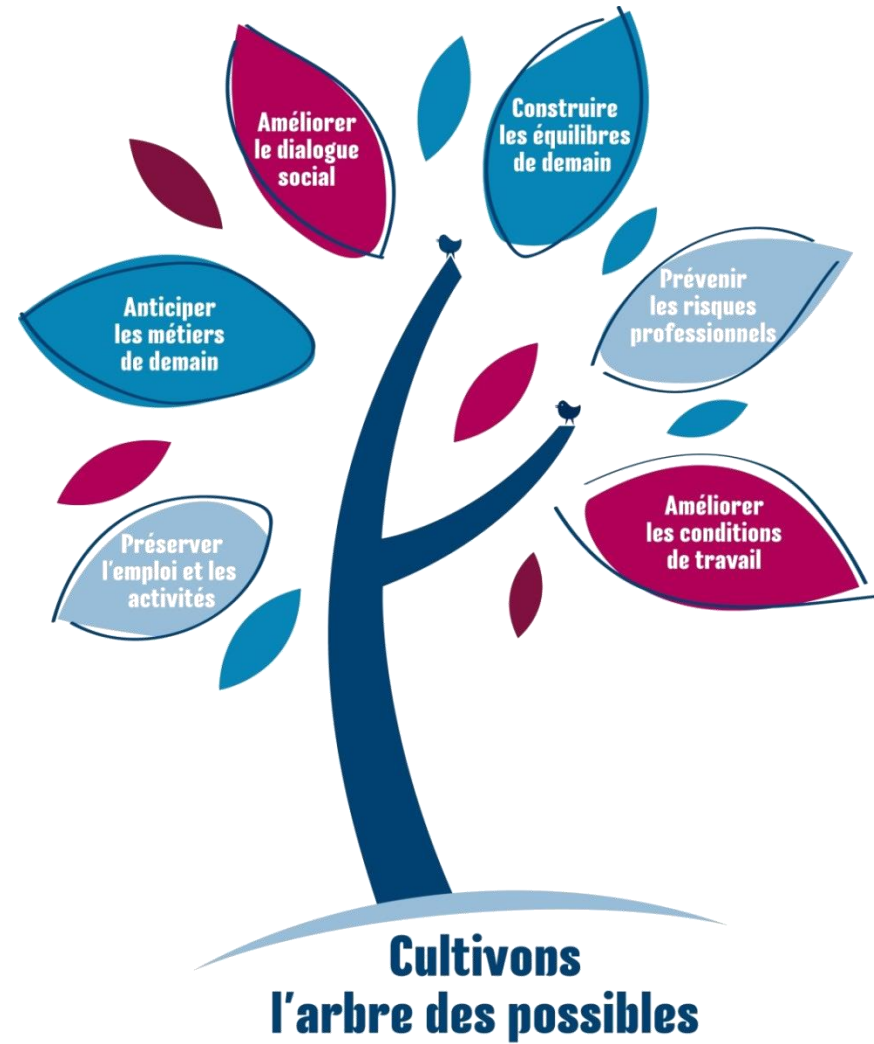 Améliorer
le dialogue
social
Construire
les équilibres
de demain
Anticiper
les métiers
de demain
Prévenir
les risques
professionnels
Préserver
l'emploi et les
activités
Améliorer
les conditions
de travail
Cultivons
l'arbre des possibles